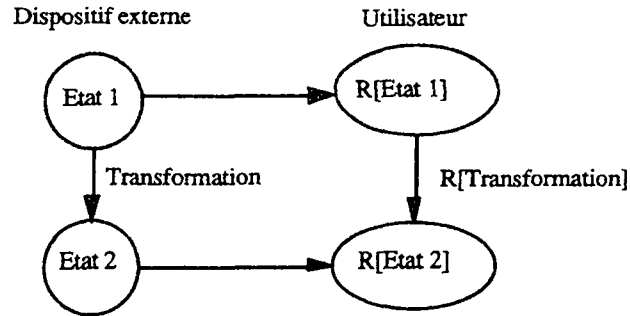 Dispositif externe
Utilisateur
Etat 1
R[Etat 1]
Transformation
R[Transformation]
Etat 2
R[Etat 2]